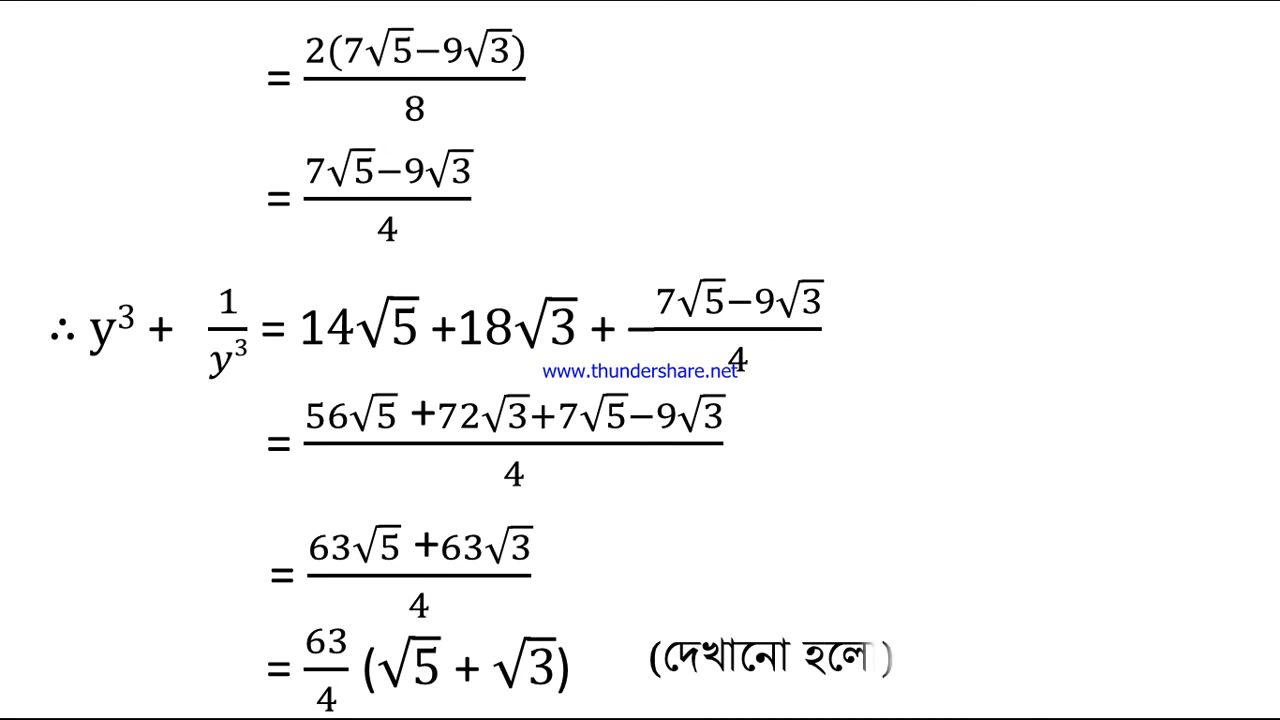 = 2(7√5−9√3)/8
= 7√5−9√3/4
∴ y³ + 1/y³ = 14√5 +18√3 + 7√5−9√3/4
www.thundershare.net
= 56√5 +72√3+7√5−9√3/4
= 63√5 +63√3/4
= 63/4 (√5 + √3) (দেখানো হলো)